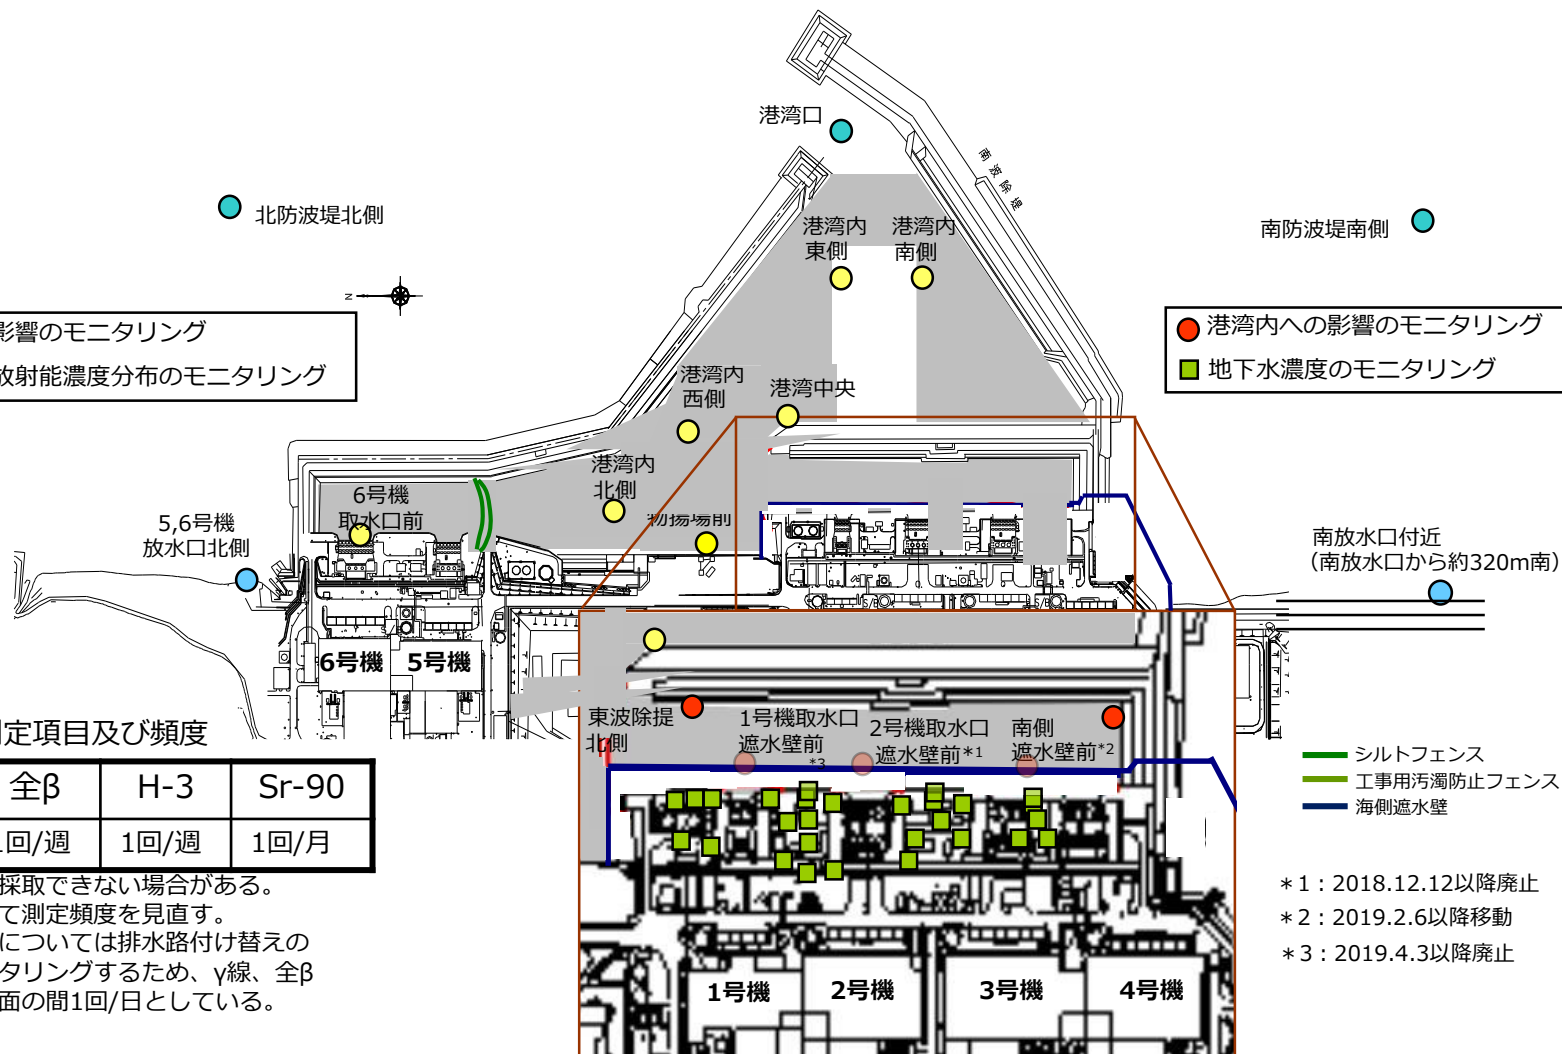 港湾口
南波除堤
北防波堤北側
南防波堤南側
港湾内
東側
港湾内
南側
N
影響のモニタリング
放射能濃度分布のモニタリング
港湾内への影響のモニタリング
地下水濃度のモニタリング
港湾内
西側
港湾中央
港湾内
北側
物揚場前
6号機
取水口前
5,6号機
放水口北側
南放水口付近
(南放水口から約320m南)
6号機
5号機
S/B
S/B
東波除堤
北側
1号機取水口
遮水壁前
*3
2号機取水口
遮水壁前*1
南側
遮水壁前*2
シルトフェンス
工事用汚濁防止フェンス
海側遮水壁
定項目及び頻度
全β H-3 Sr-90
1回/週 1回/週 1回/月
採取できない場合がある。
て測定頻度を見直す。
については排水路付け替えの
タリングするため、γ線、全β
面の間1回/日としている。
1号機
2号機
3号機
4号機
*1：2018.12.12以降廃止
*2：2019.2.6以降移動
*3：2019.4.3以降廃止